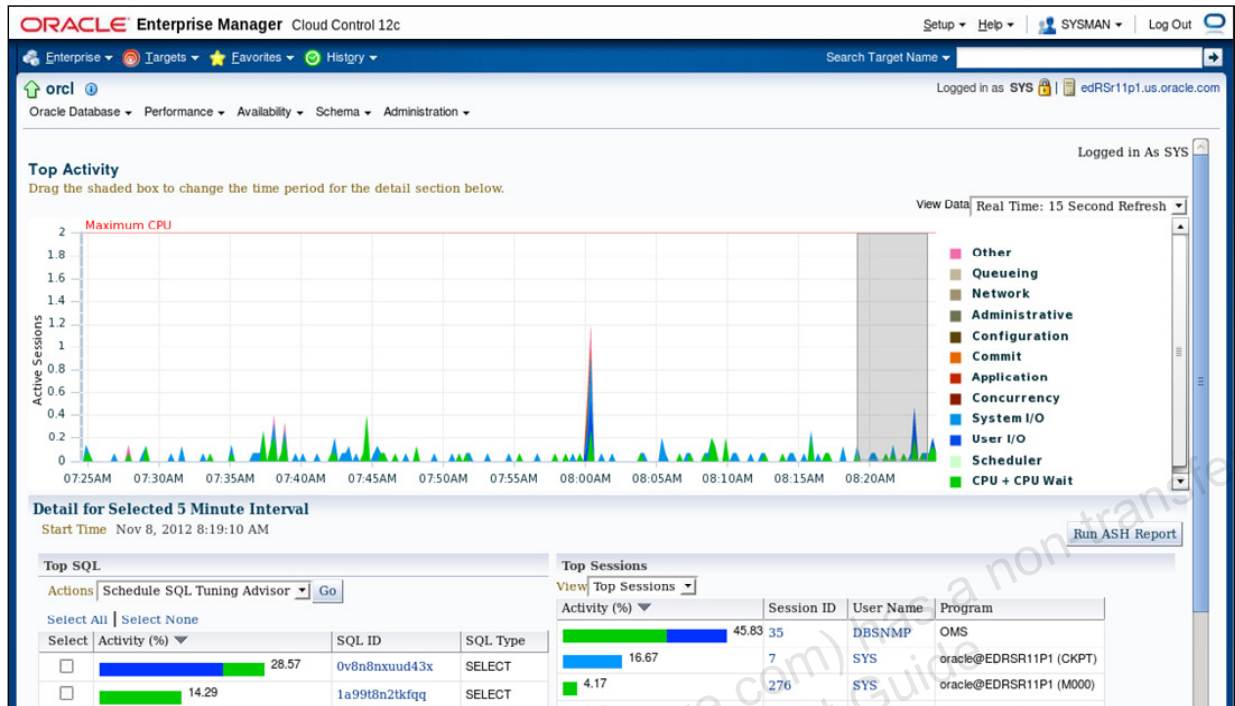 ORACLE Enterprise Manager Cloud Control 12c
Setup Help SYSMAN Log Out
Enterprise Targets Favorites History Search Target Name
orcl
Logged in as SYS edRSr11p1.us.oracle.com
Oracle Database Performance Availability Schema Administration
Logged in As SYS
Top Activity
Drag the shaded box to change the time period for the detail section below.
View Data Real Time: 15 Second Refresh
Maximum CPU
2
1.8
1.6
1.4
1.2
1
0.8
0.6
0.4
0.2
0
Active Sessions
07:25AM 07:30AM 07:35AM 07:40AM 07:45AM 07:50AM 07:55AM 08:00AM 08:05AM 08:10AM 08:15AM 08:20AM
Other
Queueing
Network
Administrative
Configuration
Commit
Application
Concurrency
System I/O
User I/O
Scheduler
CPU + CPU Wait
Detail for Selected 5 Minute Interval
Start Time Nov 8, 2012 8:19:10 AM
Run ASH Report
Top SQL
Actions Schedule SQL Tuning Advisor Go
Select All | Select None
Select Activity (%) SQL ID SQL Type
28.57 0v8n8nxuud43x SELECT
14.29 1a99t8n2tkfqq SELECT
Top Sessions
View Top Sessions
Activity (%) Session ID User Name Program
45.83 35 DBSNMP OMS
16.67 7 SYS oracle@EDRSR11P1 (CKPT)
4.17 276 SYS oracle@EDRSR11P1 (M000)
com) has a non-transfe
Guide